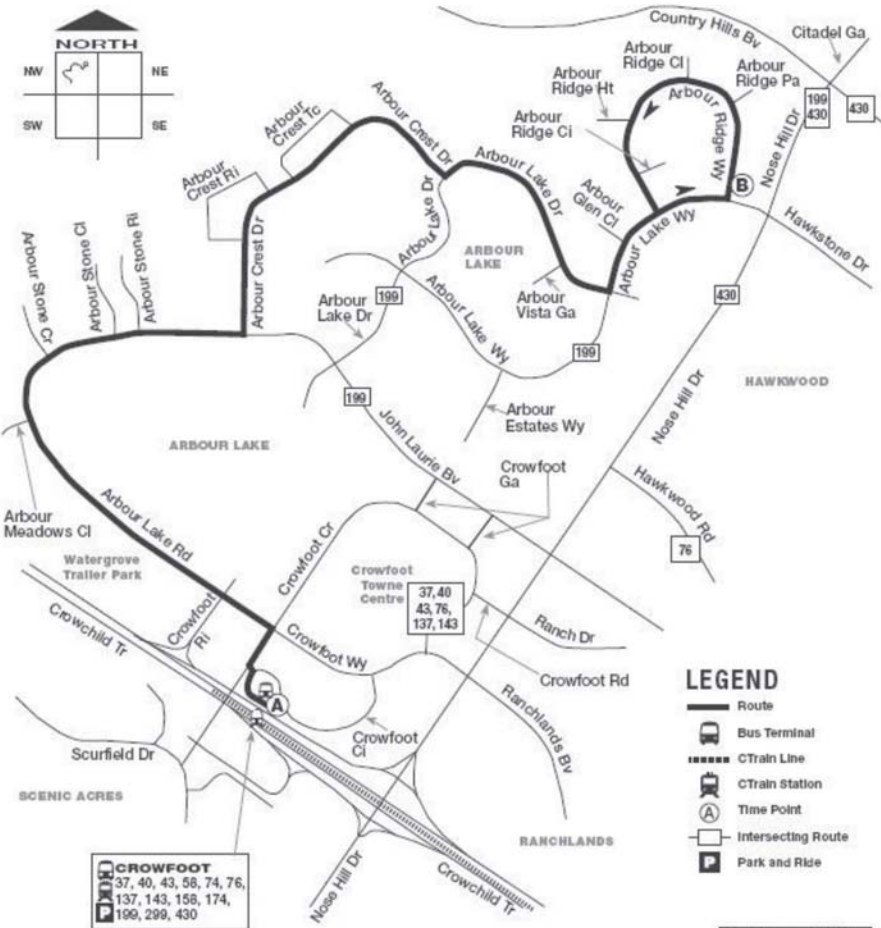 NORTH
NW
NE
SW
SE
Country Hills Bv
Citadel Ga
Arbour
Ridge Cl
Arbour
Ridge Pa
Arbour
Ridge Ht
Arbour
Ridge Ci
Arbour Ridge Wy
199
430
430
Nose Hill Dr
B
Arbour
Crest Tc
Arbour Crest Dr
Arbour Lake Dr
Arbour
Crest Ri
Arbour Lake Dr
Arbour
Glen Cl
Arbour Lake Wy
Hawkstone Dr
Arbour Stone Cr
Arbour Stone Cl
Arbour Stone Ri
Arbour Crest Dr
ARBOUR
LAKE
Arbour
Vista Ga
430
Arbour
Lake Dr
199
Arbour Lake Wy
199
Nose Hill Dr
HAWKWOOD
199
Arbour
Estates Wy
ARBOUR LAKE
John Laurie Bv
Crowfoot
Ga
Hawkwood Rd
76
Arbour
Meadows Cl
Arbour Lake Rd
Watergrove
Trailer Park
Crowfoot Cr
Crowfoot
Towne
Centre
37, 40
43, 76,
137, 143
Crowchild Tr
Crowfoot
Ri
Crowfoot Wy
Ranch Dr
Crowfoot Rd
A
Crowfoot
Ci
Ranchlands Bv
Scurfield Dr
SCENIC ACRES
RANCHLANDS
Nose Hill Dr
Crowchild Tr
CROWFOOT
37, 40, 43, 58, 74, 76,
137, 143, 158, 174,
P 199, 299, 430
LEGEND
Route
Bus Terminal
CTrain Line
CTrain Station
A Time Point
Intersecting Route
P Park and Ride